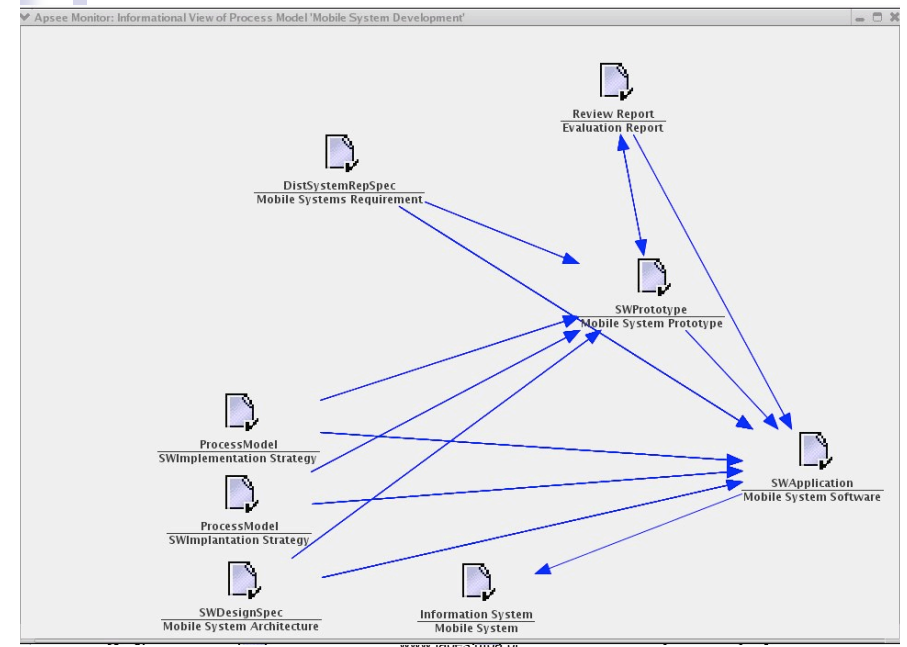 Apsee Monitor: Informational View of Process Model 'Mobile System Development'
Review Report
Evaluation Report
DistSystemRepSpec
Mobile Systems Requirement
SWPrototype
Mobile System Prototype
ProcessModel
SWImplementation Strategy
SWApplication
Mobile System Software
ProcessModel
SWImplantation Strategy
SWDesignSpec
Mobile System Architecture
Information System
Mobile System